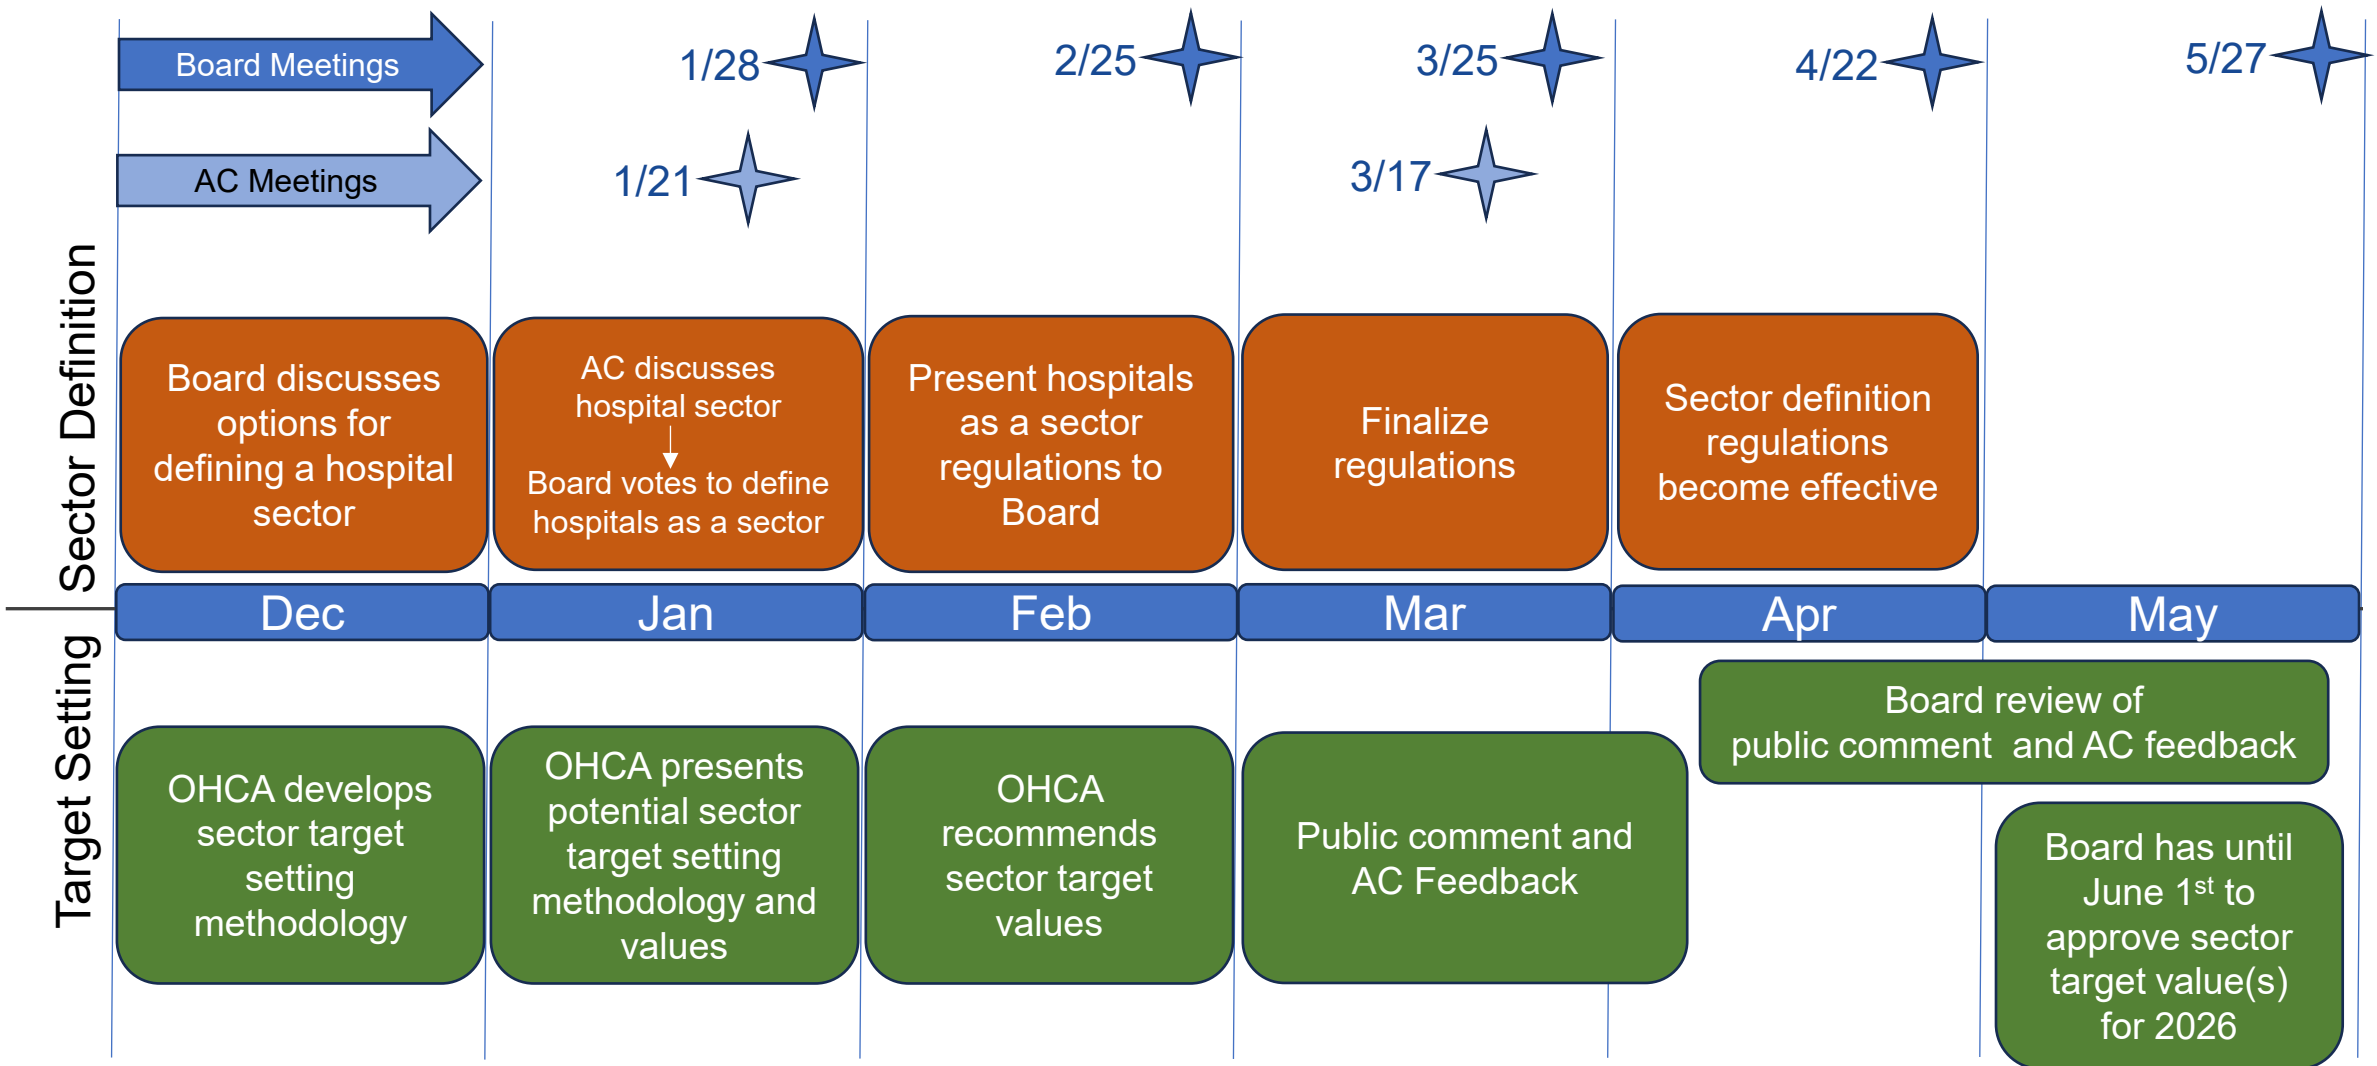 Board Meetings
1/28
2/25
3/25
4/22
5/27
AC Meetings
1/21
3/17
Sector Definition
Board discusses
options for
defining a hospital
sector
AC discusses
hospital sector
Board votes to define
hospitals as a sector
Present hospitals
as a sector
regulations to
Board
Finalize
regulations
Sector definition
regulations
become effective
Dec
Jan
Feb
Mar
Apr
May
Target Setting
OHCA develops
sector target
setting
methodology
OHCA presents
potential sector
target setting
methodology and
values
OHCA
recommends
sector target
values
Public comment and
AC Feedback
Board review of
public comment  and AC feedback
Board has until
June 1st to
approve sector
target value(s)
for 2026